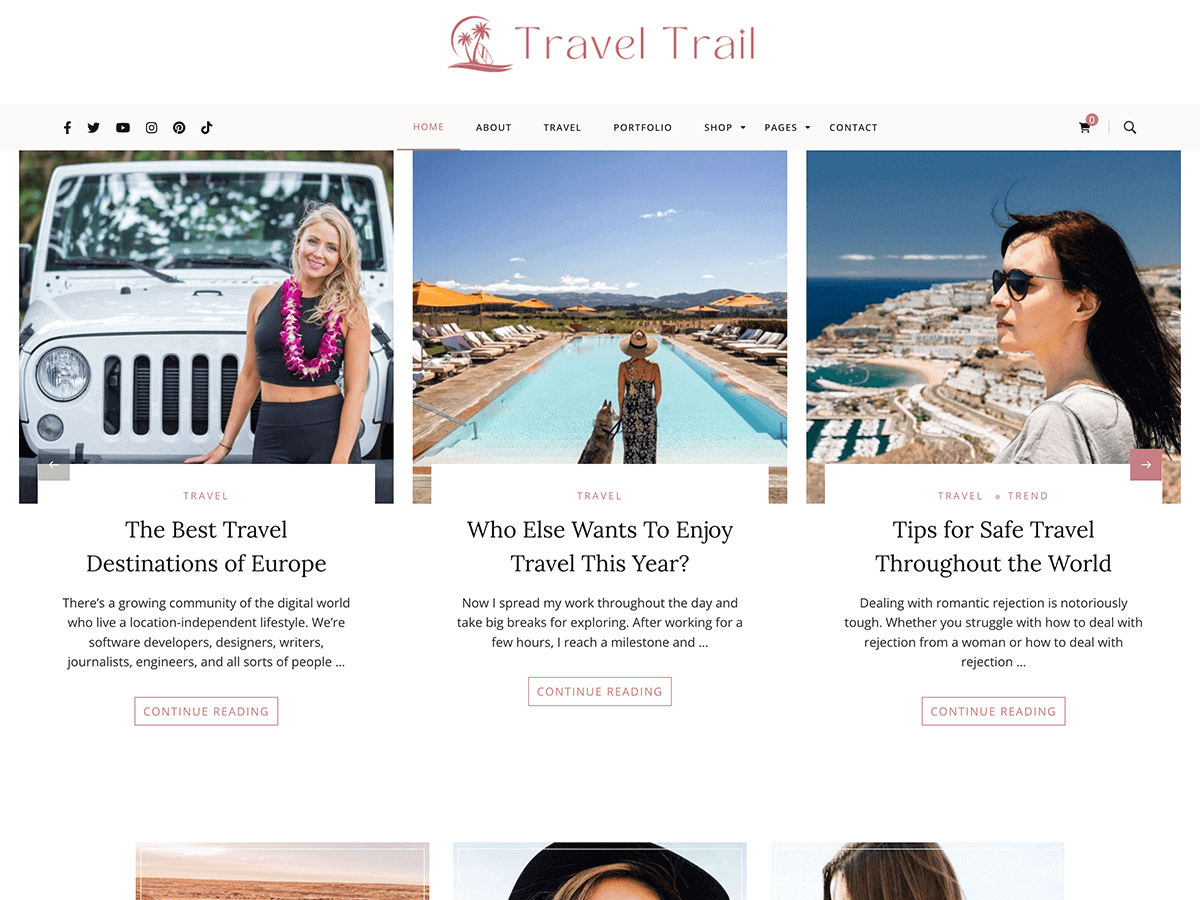 Travel Trail
HOME ABOUT TRAVEL PORTFOLIO SHOP PAGES CONTACT 0
TRAVEL
The Best Travel
Destinations of Europe
There’s a growing community of the digital world
who live a location-independent lifestyle. We’re
software developers, designers, writers,
journalists, engineers, and all sorts of people ...
CONTINUE READING
TRAVEL
Who Else Wants To Enjoy
Travel This Year?
Now I spread my work throughout the day and
take big breaks for exploring. After working for a
few hours, I reach a milestone and ...
CONTINUE READING
TRAVEL • TREND
Tips for Safe Travel
Throughout the World
Dealing with romantic rejection is notoriously
tough. Whether you struggle with how to deal with
rejection from a woman or how to deal with
rejection ...
CONTINUE READING